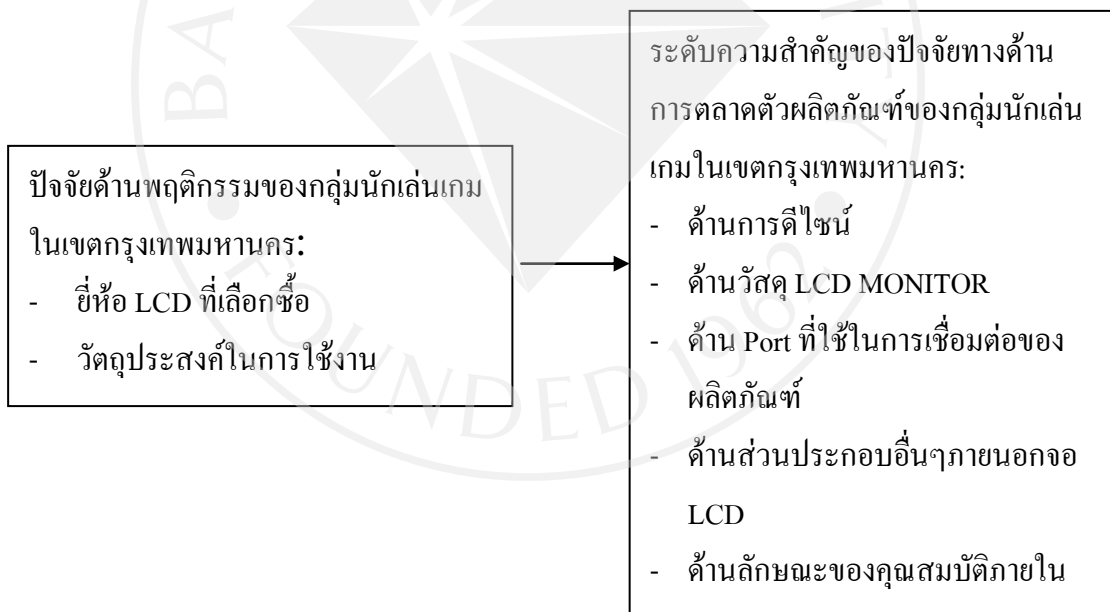 ปัจจัยด้านพฤติกรรมของกลุ่มนักเล่นเกม
ในเขตกรุงเทพมหานคร:
- ยี่ห้อ LCD ที่เลือกซื้อ
- วัตถุประสงค์ในการใช้งาน
ระดับความสำคัญของปัจจัยทางด้าน
การตลาดตัวผลิตภัณฑ์ของกลุ่มนักเล่น
เกมในเขตกรุงเทพมหานคร:
- ด้านการดีไซน์
- ด้านวัสดุ LCD MONITOR
- ด้าน Port ที่ใช้ในการเชื่อมต่อของ
ผลิตภัณฑ์
- ด้านส่วนประกอบอื่นๆภายนอกจอ
LCD
- ด้านลักษณะของคุณสมบัติภายใน
BA
FOUNDED 1962